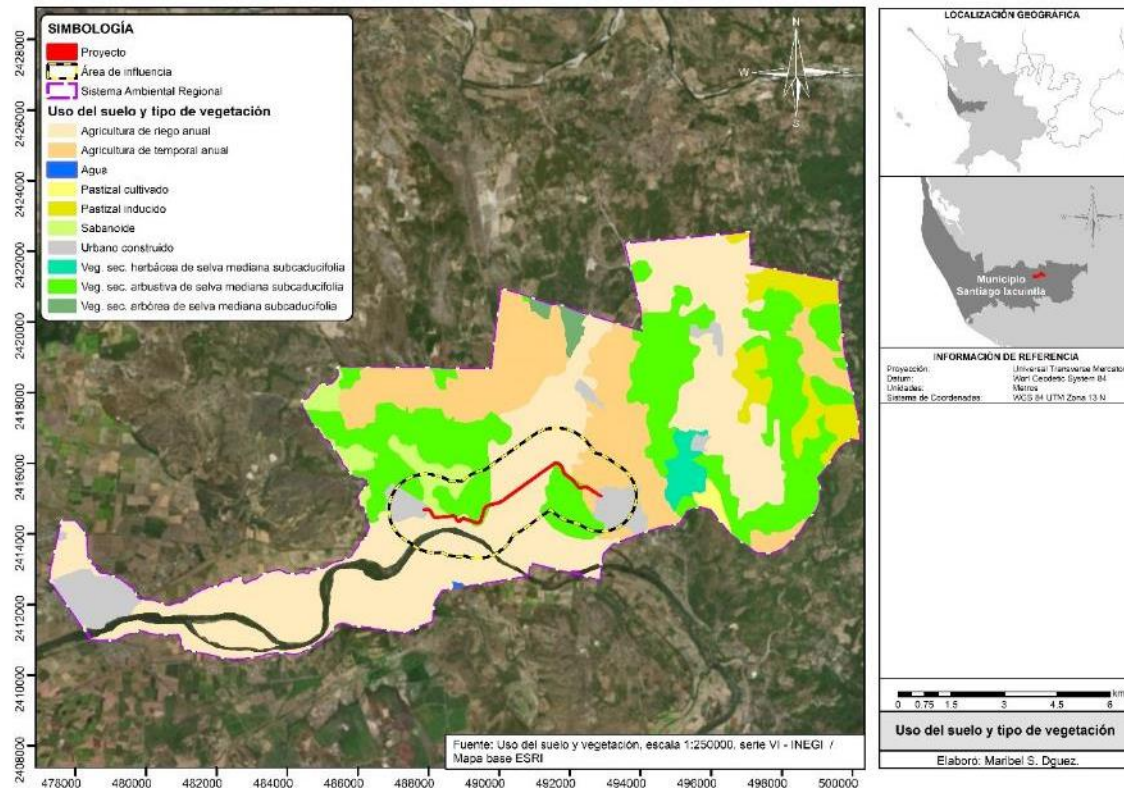 SIMBOLOGÍA
Proyecto
Área de influencia
Sistema Ambiental Regional
Uso del suelo y tipo de vegetación
Agricultura de riego anual
Agricultura de temporal anual
Agua
Pastizal cultivado
Pastizal inducido
Sabanoide
Urbano construido
Veg. sec. herbácea de selva mediana subcaducifolia
Veg. sec. arbustiva de selva mediana subcaducifolia
Veg. sec. arbórea de selva mediana subcaducifolia
N
W
E
S
2428000
2426000
2424000
2422000
2420000
2418000
2416000
2414000
2412000
2410000
2408000
478000 480000 482000 484000 486000 488000 490000 492000 494000 496000 498000 500000
Fuente: Uso del suelo y vegetación, escala 1:250000, serie VI - INEGI /
Mapa base ESRI
LOCALIZACIÓN GEOGRÁFICA
Municipio
Santiago Ixcuintla
INFORMACIÓN DE REFERENCIA
Proyección: Universal Transverse Mercator
Datum: Worl Geodetic System 84
Unidades: Metros
Sistema de Coordenadas: WGS 84 UTM Zona 13 N
km
0 0.75 1.5 3 4.5 6
Uso del suelo y tipo de vegetación
Elaboró: Maribel S. Dguez.